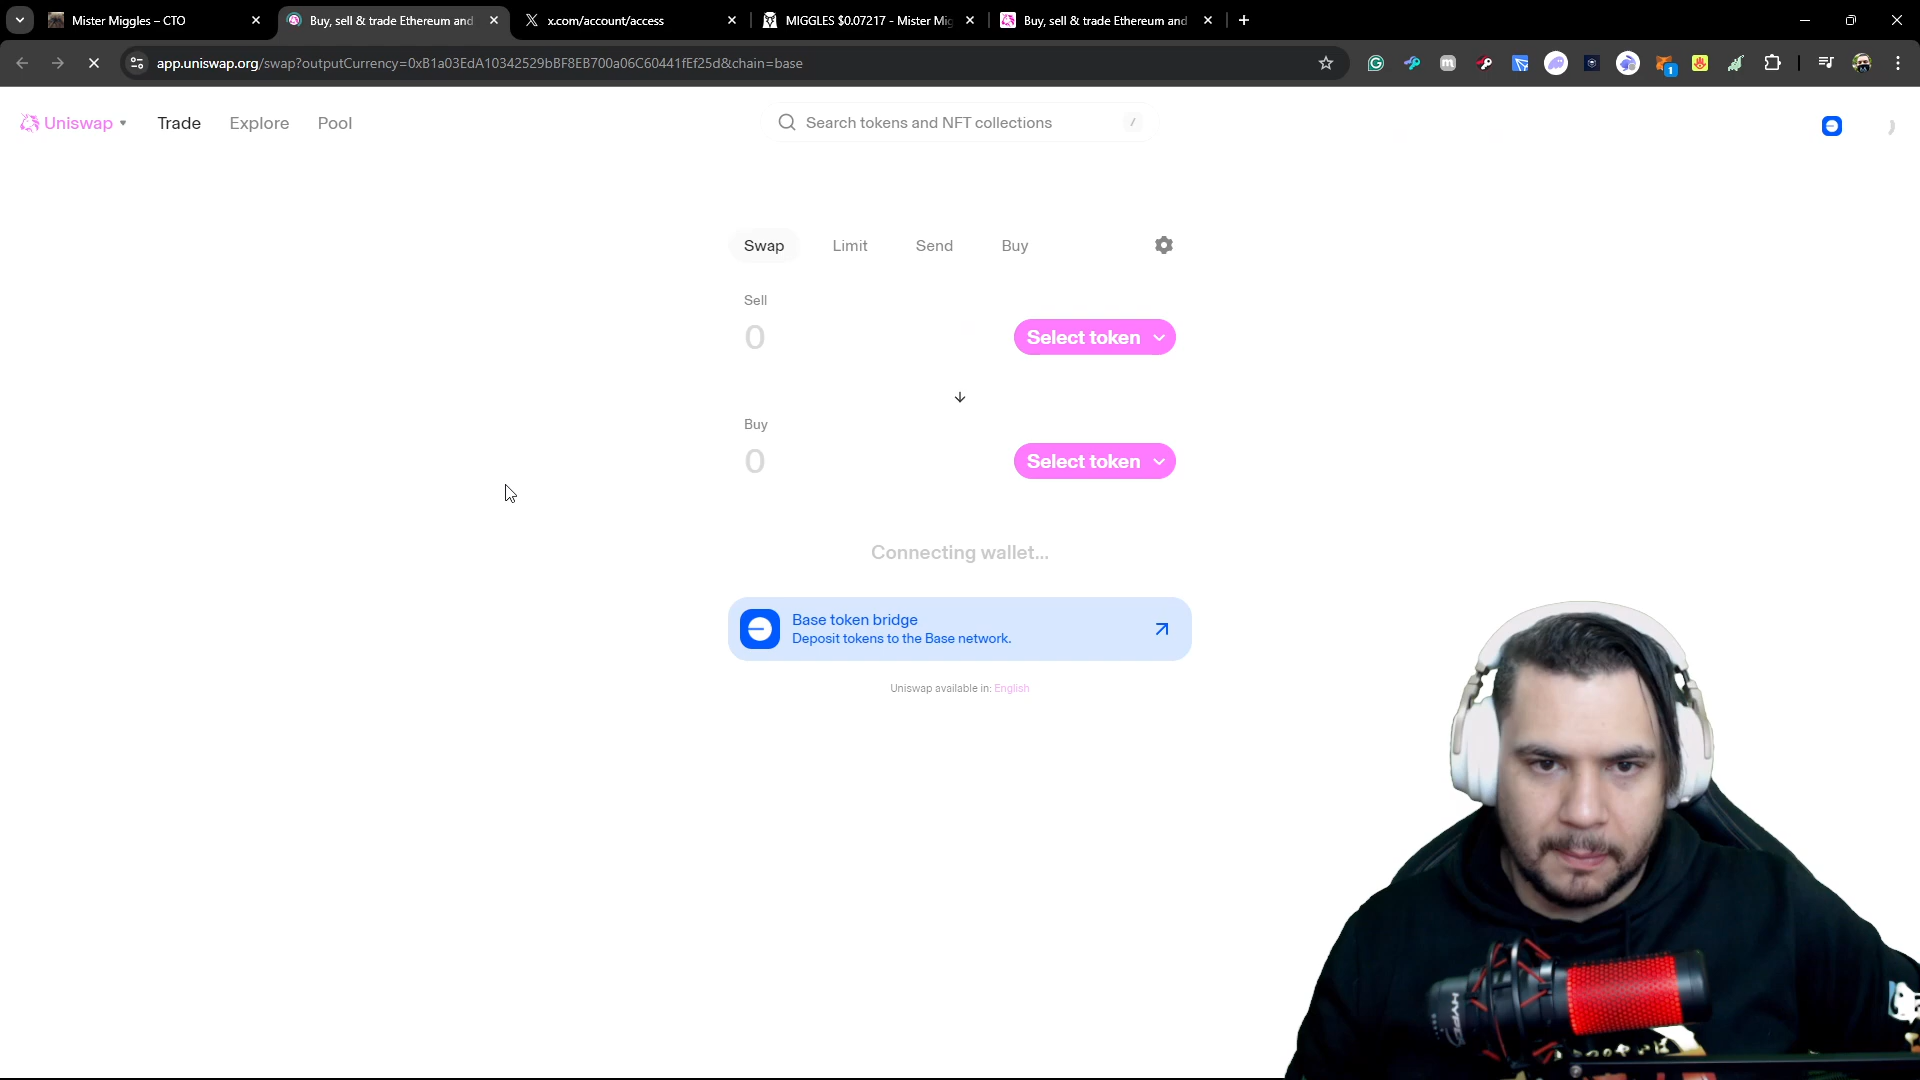 Mister Miggles – CTO
Buy, sell & trade Ethereum and
x.com/account/access
MIGGLES $0.07217 - Mister Mig
Buy, sell & trade Ethereum and
app.uniswap.org/swap?outputCurrency=0xB1a03EdA10342529bBF8EB700a06C60441fEf25d&chain=base
1
Uniswap
Trade
Explore
Pool
Search tokens and NFT collections
/
Swap
Limit
Send
Buy
Sell
0
Select token
Buy
0
Select token
Connecting wallet...
Base token bridge
Deposit tokens to the Base network.
Uniswap available in: English
HYPE